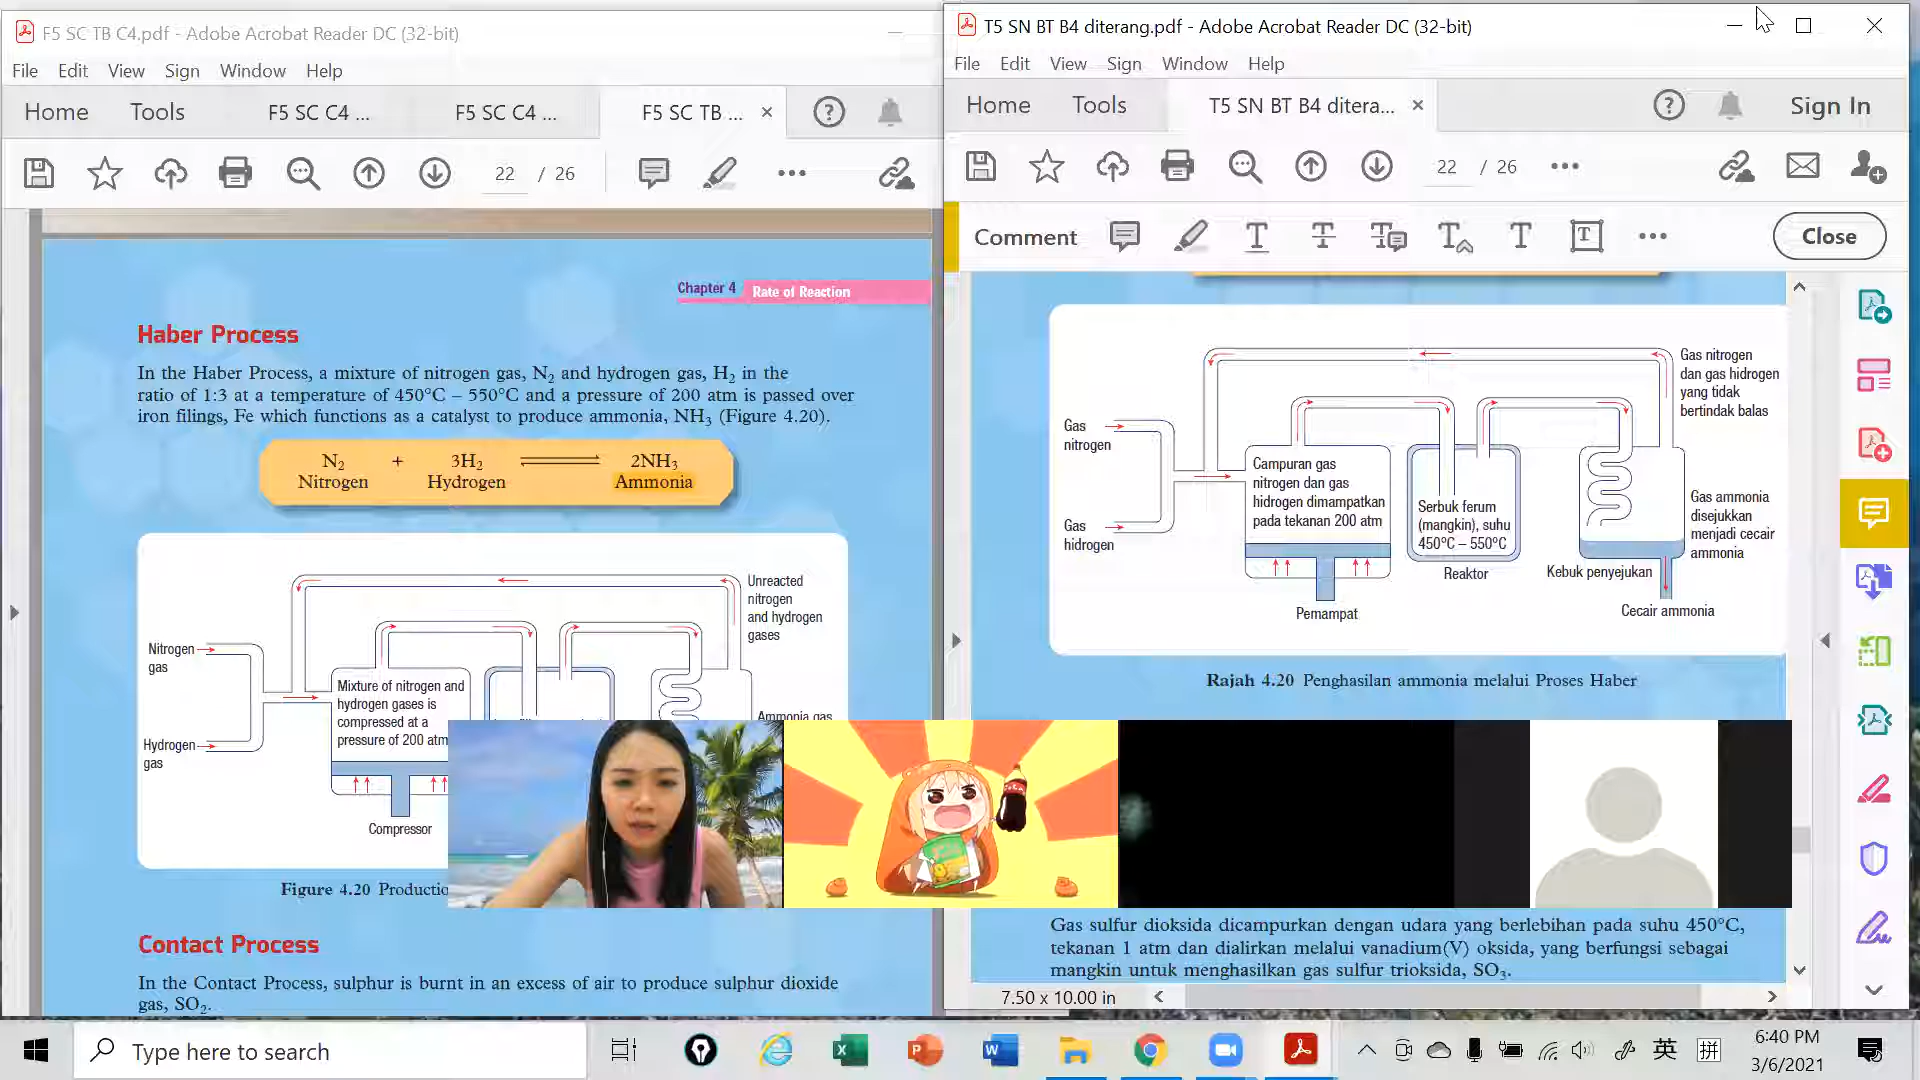 F5 SC TB C4.pdf - Adobe Acrobat Reader DC (32-bit)
File Edit View Sign Window Help
Home Tools F5 SC C4 ... F5 SC C4 ... F5 SC TB ...
22 / 26
Chapter 4 Rate of Reaction
Haber Process
In the Haber Process, a mixture of nitrogen gas, N₂ and hydrogen gas, H₂ in the
ratio of 1:3 at a temperature of 450°C – 550°C and a pressure of 200 atm is passed over
iron filings, Fe which functions as a catalyst to produce ammonia, NH₃ (Figure 4.20).
N₂ + 3H₂ ⇌ 2NH₃
Nitrogen Hydrogen Ammonia
Unreacted
nitrogen
and hydrogen
gases
Nitrogen
gas
Mixture of nitrogen and
hydrogen gases is
compressed at a
pressure of 200 atm
Ammonia gas
Hydrogen
gas
Compressor
Figure 4.20 Productio
Contact Process
In the Contact Process, sulphur is burnt in an excess of air to produce sulphur dioxide
gas, SO₂.
T5 SN BT B4 diterang.pdf - Adobe Acrobat Reader DC (32-bit)
File Edit View Sign Window Help
Home Tools T5 SN BT B4 ditera... Sign In
22 / 26
Comment Close
Gas nitrogen
dan gas hidrogen
yang tidak
bertindak balas
Gas
nitrogen
Campuran gas
nitrogen dan gas
hidrogen dimampatkan
pada tekanan 200 atm
Serbuk ferum
(mangkin), suhu
450°C – 550°C
Gas ammonia
disejukkan
menjadi cecair
ammonia
Gas
hidrogen
Reaktor
Kebuk penyejukan
Pemampat
Cecair ammonia
Rajah 4.20 Penghasilan ammonia melalui Proses Haber
Gas sulfur dioksida dicampurkan dengan udara yang berlebihan pada suhu 450°C,
tekanan 1 atm dan dialirkan melalui vanadium(V) oksida, yang berfungsi sebagai
mangkin untuk menghasilkan gas sulfur trioksida, SO₃.
7.50 x 10.00 in
Type here to search
英 拼
6:40 PM
3/6/2021